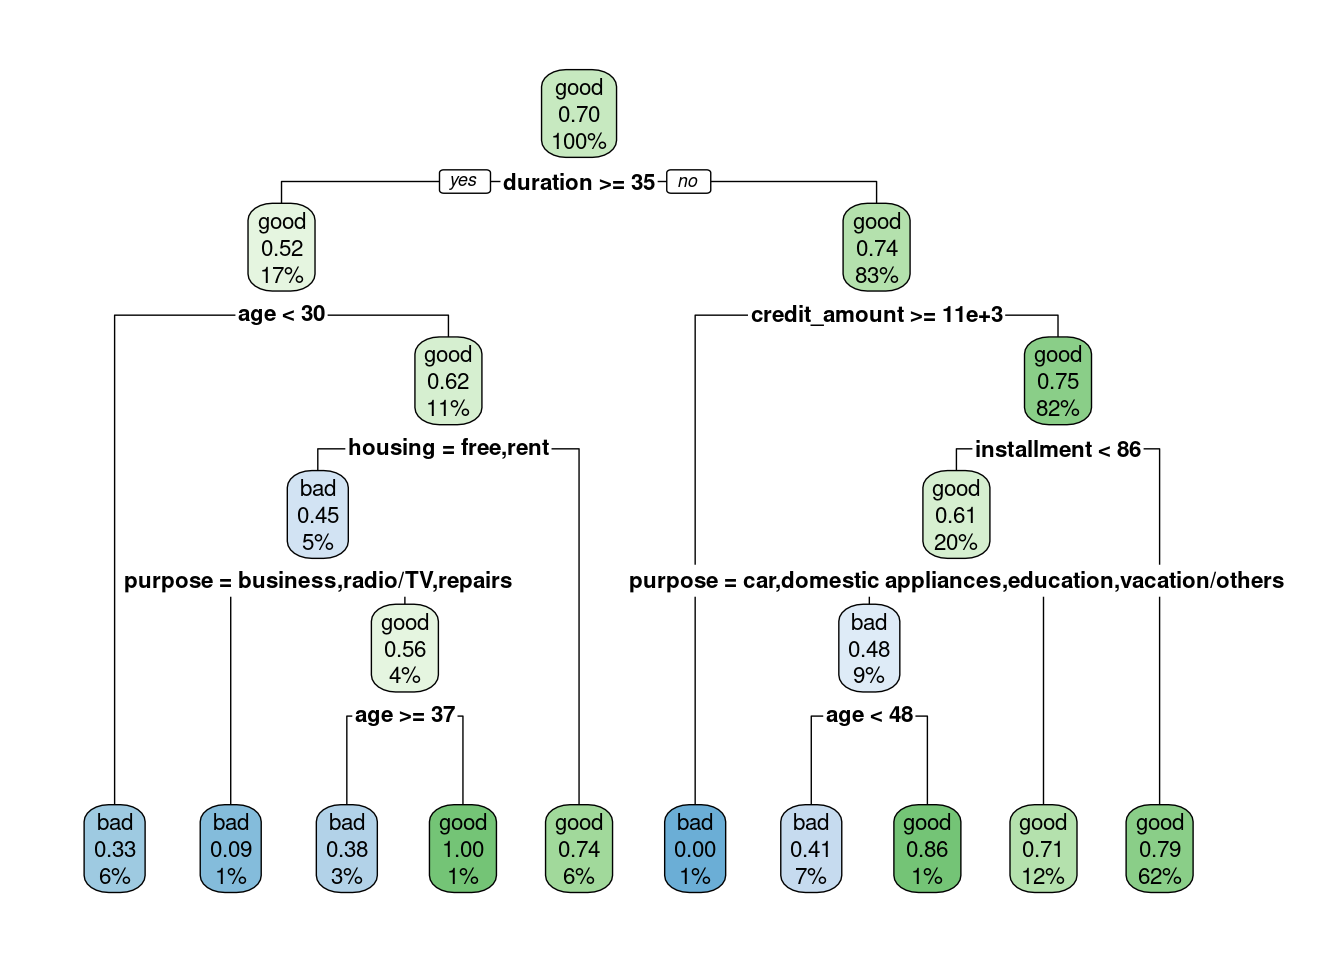 good
0.70
100%
yes
duration >= 35
no
good
0.52
17%
good
0.74
83%
age < 30
credit_amount >= 11e+3
good
0.62
11%
good
0.75
82%
housing = free,rent
installment < 86
bad
0.45
5%
good
0.61
20%
purpose = business,radio/TV,repairs
purpose = car,domestic appliances,education,vacation/others
good
0.56
4%
bad
0.48
9%
age >= 37
age < 48
bad
0.33
6%
bad
0.09
1%
bad
0.38
3%
good
1.00
1%
good
0.74
6%
bad
0.00
1%
bad
0.41
7%
good
0.86
1%
good
0.71
12%
good
0.79
62%